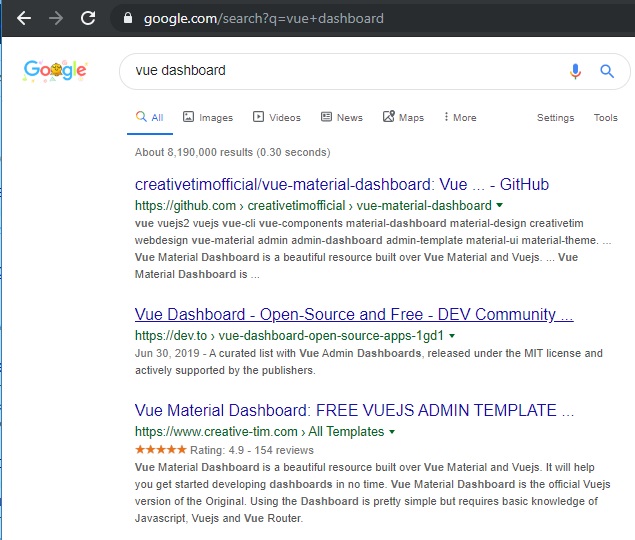 google.com/search?q=vue+dashboard
Google
vue dashboard
All Images Videos News Maps More Settings Tools
About 8,190,000 results (0.30 seconds)
creativetimofficial/vue-material-dashboard: Vue ... - GitHub
https://github.com › creativetimofficial › vue-material-dashboard
vue vuejs2 vuejs vue-cli vue-components material-dashboard material-design creativetim
webdesign vue-material admin admin-dashboard admin-template material-ui material-theme. ...
Vue Material Dashboard is a beautiful resource built over Vue Material and Vuejs. ... Vue
Material Dashboard is ...
Vue Dashboard - Open-Source and Free - DEV Community ...
https://dev.to › vue-dashboard-open-source-apps-1gd1
Jun 30, 2019 - A curated list with Vue Admin Dashboards, released under the MIT license and
actively supported by the publishers.
Vue Material Dashboard: FREE VUEJS ADMIN TEMPLATE ...
https://www.creative-tim.com › All Templates
★★★★★ Rating: 4.9 - 154 reviews
Vue Material Dashboard is a beautiful resource built over Vue Material and Vuejs. It will help
you get started developing dashboards in no time. Vue Material Dashboard is the official Vuejs
version of the Original. Using the Dashboard is pretty simple but requires basic knowledge of
Javascript, Vuejs and Vue Router.